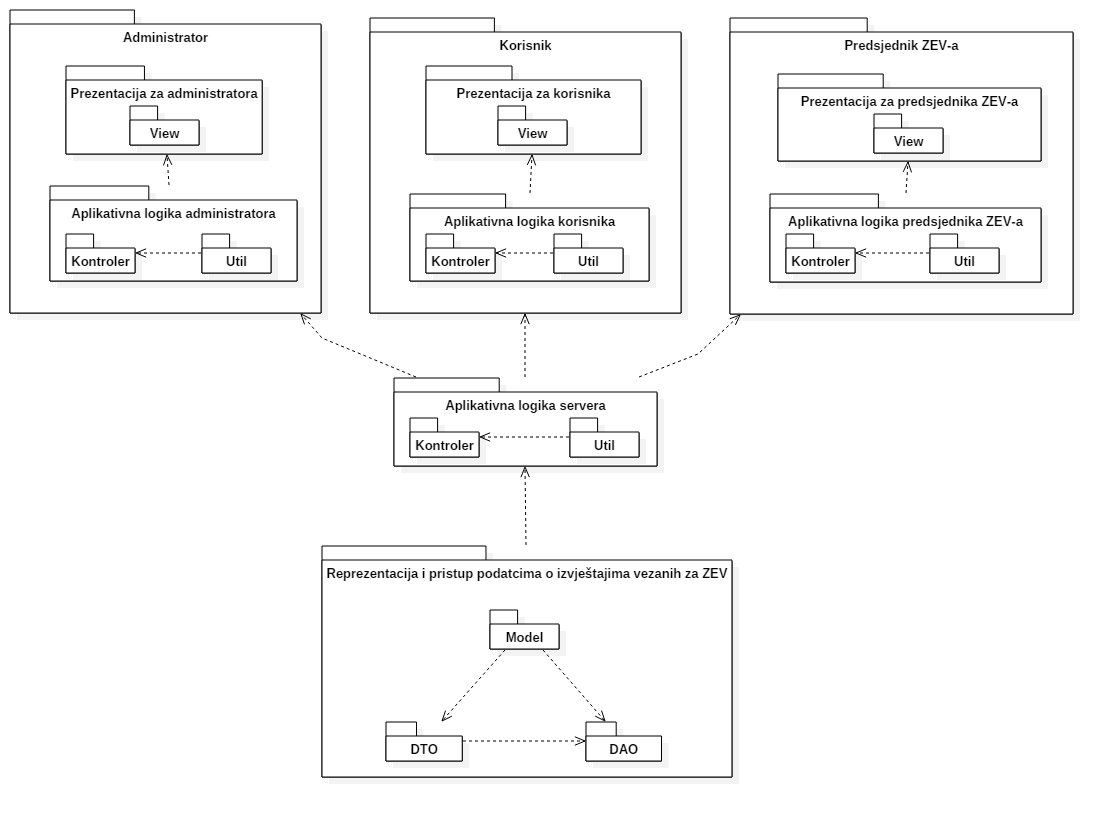 Administrator
Prezentacija za administratora
View
Aplikativna logika administratora
Kontroler
Util
Korisnik
Prezentacija za korisnika
View
Aplikativna logika korisnika
Kontroler
Util
Predsjednik ZEV-a
Prezentacija za predsjednika ZEV-a
View
Aplikativna logika predsjednika ZEV-a
Kontroler
Util
Aplikativna logika servera
Kontroler
Util
Reprezentacija i pristup podatcima o izvještajima vezanih za ZEV
Model
DTO
DAO